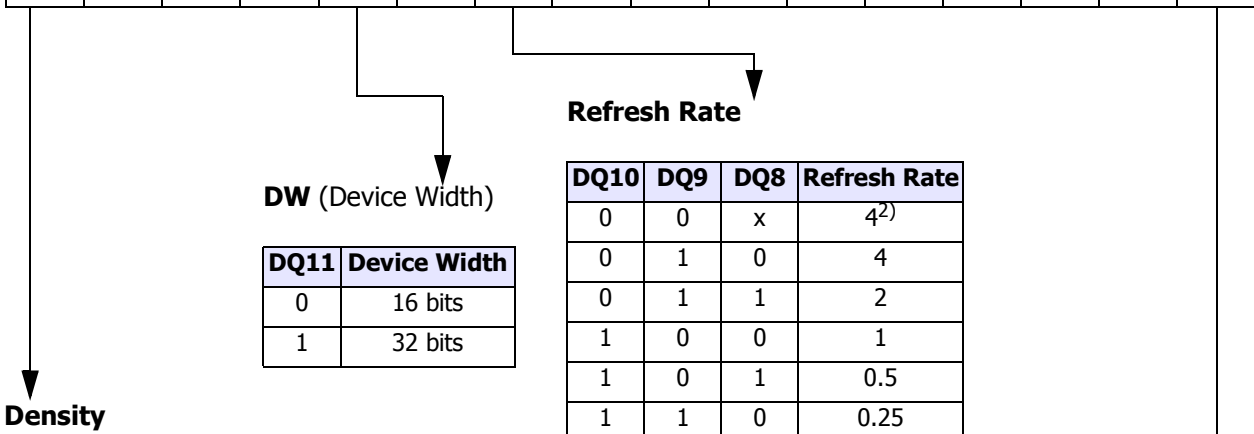 Refresh Rate
DQ10 DQ9 DQ8 Refresh Rate
0 0 x 4²⁾
0 1 0 4
0 1 1 2
1 0 0 1
1 0 1 0.5
1 1 0 0.25
DW (Device Width)
DQ11 Device Width
0 16 bits
1 32 bits
Density